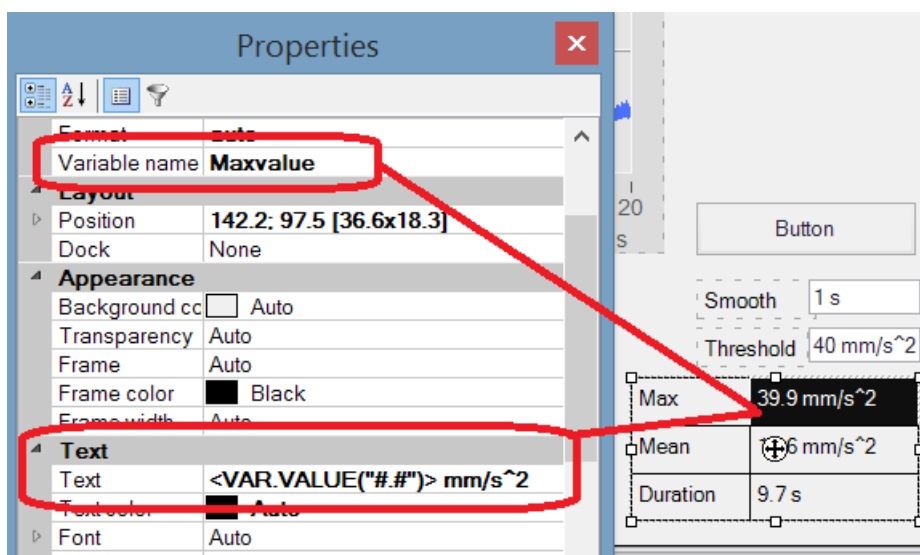 Properties
Format auto
Variable name Maxvalue
Layout
Position 142.2; 97.5 [36.6x18.3]
Dock None
Appearance
Background cc Auto
Transparency Auto
Frame Auto
Frame color Black
Frame width Auto
Text
Text <VAR.VALUE("#.#")> mm/s^2
Text color Auto
Font Auto
20
s
Button
Smooth 1 s
Threshold 40 mm/s^2
Max 39.9 mm/s^2
Mean 6 mm/s^2
Duration 9.7 s